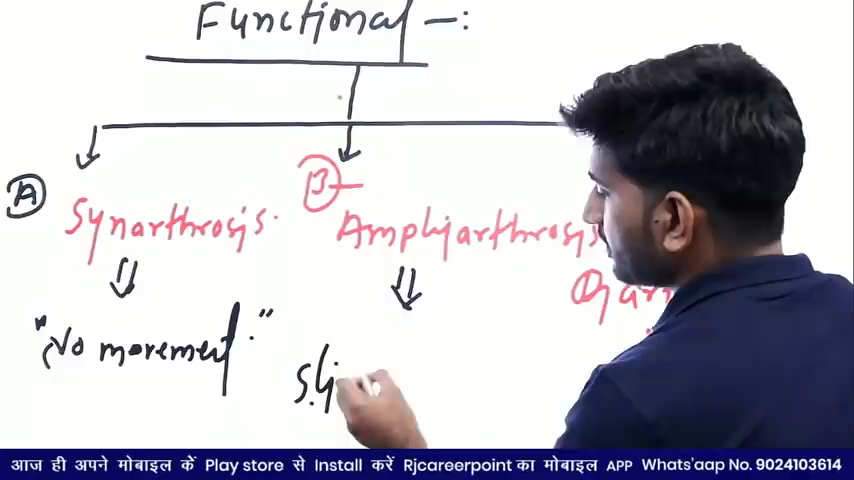 Functional -:
A Synarthrosis.
B- Amphiarthrosis
"No movement."
Sli
आज ही अपने मोबाइल कें Play store से Install करें Rjcareerpoint का मोबाइल APP Whats'aap No. 9024103614